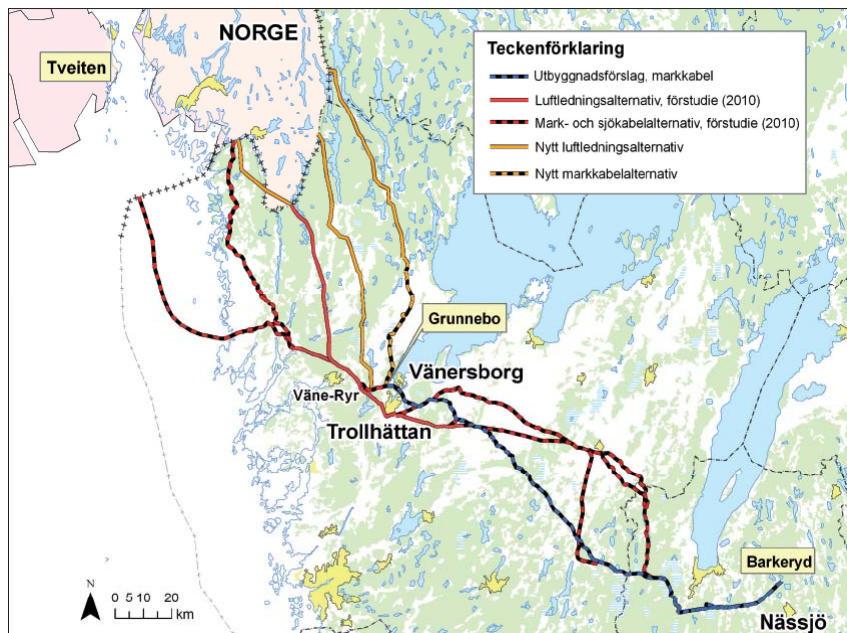 NORGE
Tveiten
Teckenförklaring
Utbyggnadsförslag, markkabel
Luftledningsalternativ, förstudie (2010)
Mark- och sjökabelalternativ, förstudie (2010)
Nytt luftledningsalternativ
Nytt markkabelalternativ
Grunnebo
Vänersborg
Väne-Ryr
Trollhättan
Barkeryd
Nässjö
N
0 5 10 20
km